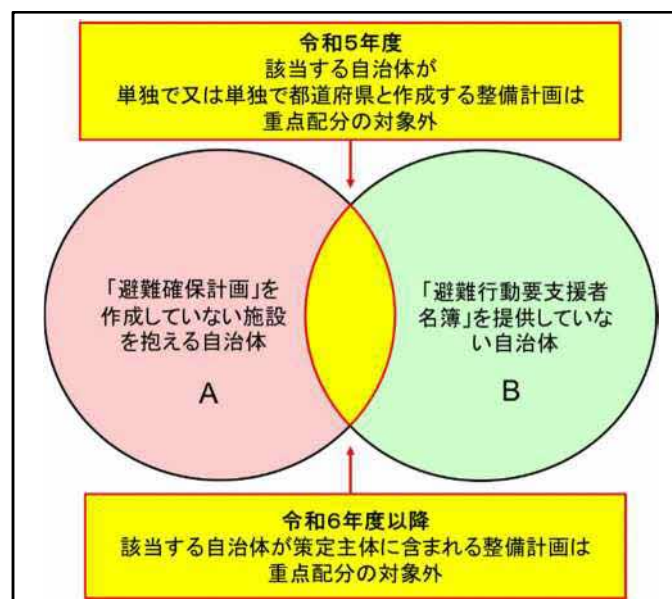 令和5年度
該当する自治体が
単独で又は単独で都道府県と作成する整備計画は
重点配分の対象外
「避難確保計画」を
作成していない施設
を抱える自治体
A
「避難行動要支援者
名簿」を提供していな
い自治体
B
令和6年度以降
該当する自治体が策定主体に含まれる整備計画は
重点配分の対象外